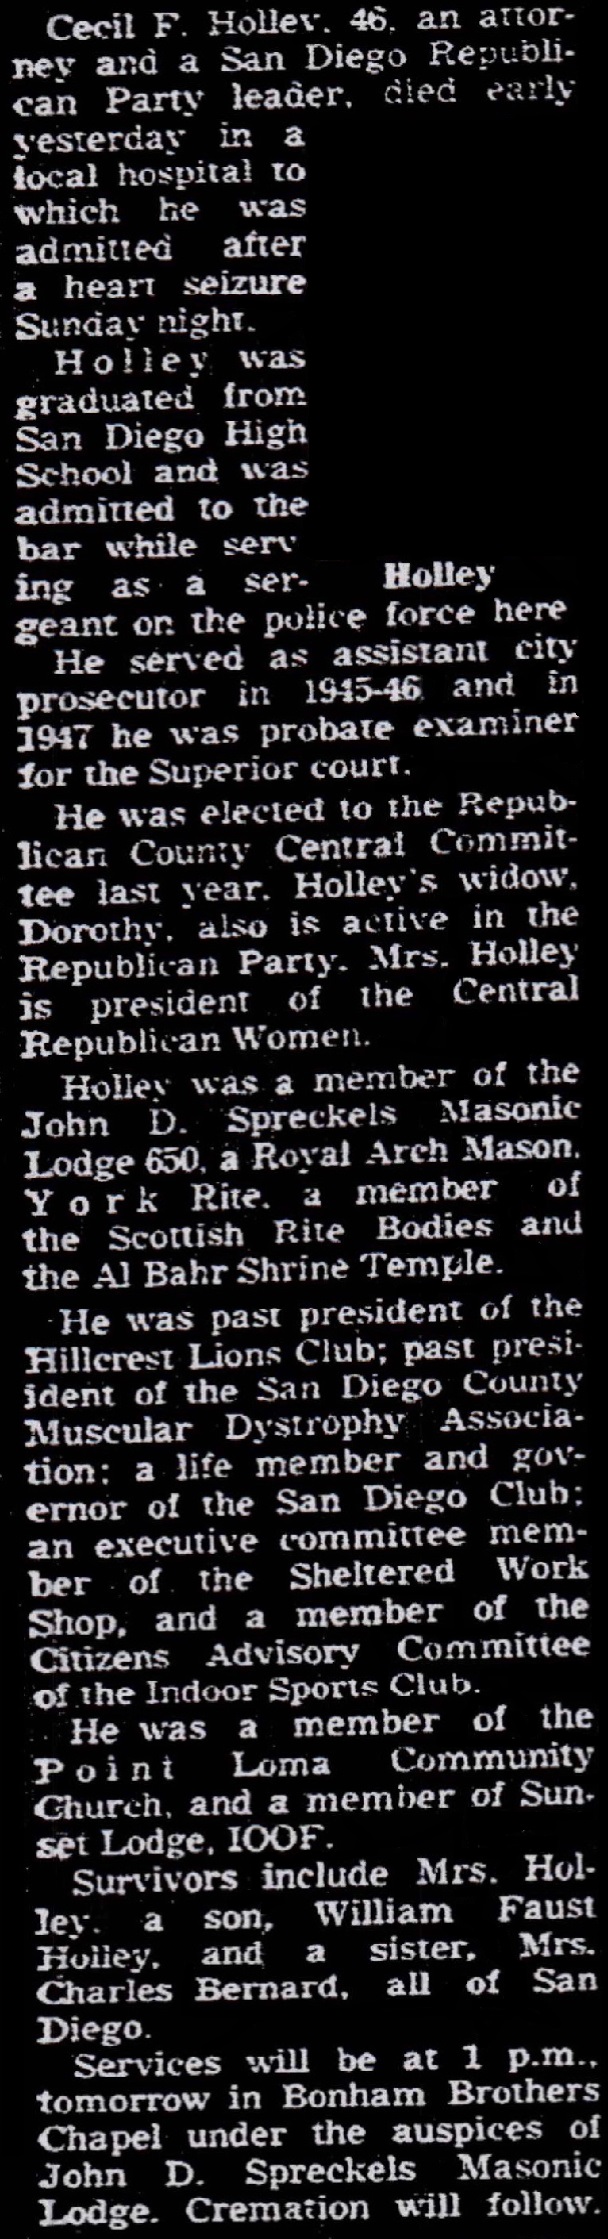 Cecil F. Holley, 46, an attor-
ney and a San Diego Republi-
can Party leader, died early
yesterday in a
local hospital to
which he was
admitted after
a heart seizure
Sunday night.
Holley was
graduated from
San Diego High
School and was
admitted to the
bar while serv
ing as a ser-
Holley
geant on the police force here
He served as assistant city
prosecutor in 1945-46 and in
1947 he was probate examiner
for the Superior court.
He was elected to the Repub-
lican County Central Commit-
tee last year. Holley's widow,
Dorothy, also is active in the
Republican Party. Mrs. Holley
is president of the Central
Republican Women.
Holley was a member of the
John D. Spreckels Masonic
Lodge 650, a Royal Arch Mason,
York Rite, a member of
the Scottish Rite Bodies and
the Al Bahr Shrine Temple.
He was past president of the
Hillcrest Lions Club; past presi-
ident of the San Diego County
Muscular Dystrophy Associa-
tion; a life member and gov-
ernor of the San Diego Club;
an executive committee mem-
ber of the Sheltered Work
Shop, and a member of the
Citizens Advisory Committee
of the Indoor Sports Club.
He was a member of the
Point Loma Community
Church, and a member of Sun-
set Lodge, IOOF.
Survivors include Mrs. Hol-
ley, a son, William Faust
Holley, and a sister, Mrs.
Charles Bernard, all of San
Diego.
Services will be at 1 p.m.,
tomorrow in Bonham Brothers
Chapel under the auspices of
John D. Spreckels Masonic
Lodge. Cremation will follow.